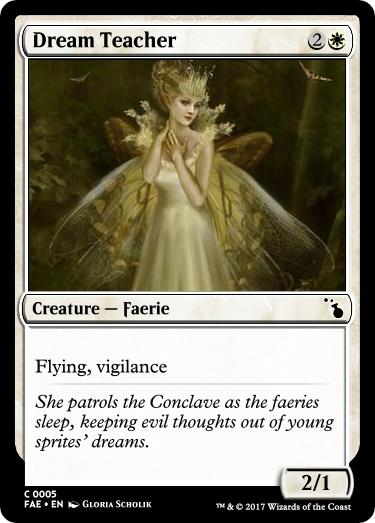 Dream Teacher 2
Creature — Faerie
Flying, vigilance
She patrols the Conclave as the faeries
sleep, keeping evil thoughts out of young
sprites' dreams.
2/1
C 0005
FAE • EN Gloria Scholik
™ & © 2017 Wizards of the Coast